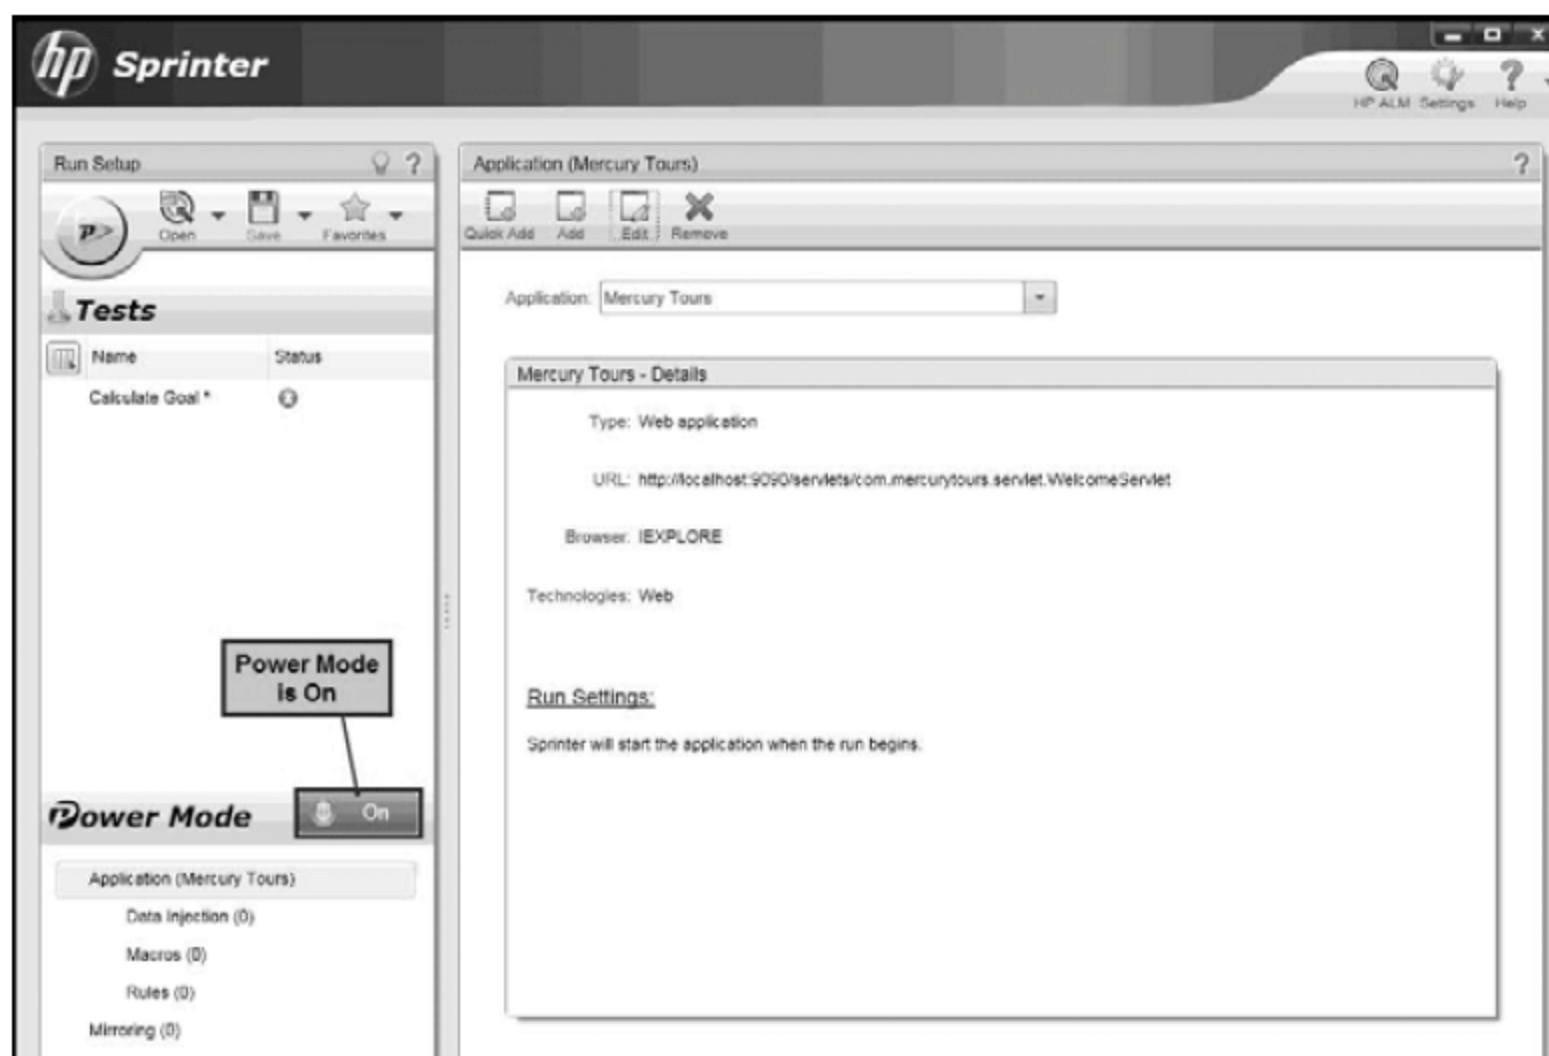 hp Sprinter
HP ALM Settings Help
Run Setup ?
Open Save Favorites
Tests
Name Status
Calculate Goal *
Power Mode
is On
Power Mode On
Application (Mercury Tours)
Data Injection (0)
Macros (0)
Rules (0)
Mirroring (0)
Application (Mercury Tours) ?
Quick Add Add Edit Remove
Application: Mercury Tours
Mercury Tours - Details
Type: Web application
URL: http://localhost:9090/servlets/com.mercurytours.servlet.WelcomeServlet
Browser: IEXPLORE
Technologies: Web
Run Settings:
Sprinter will start the application when the run begins.